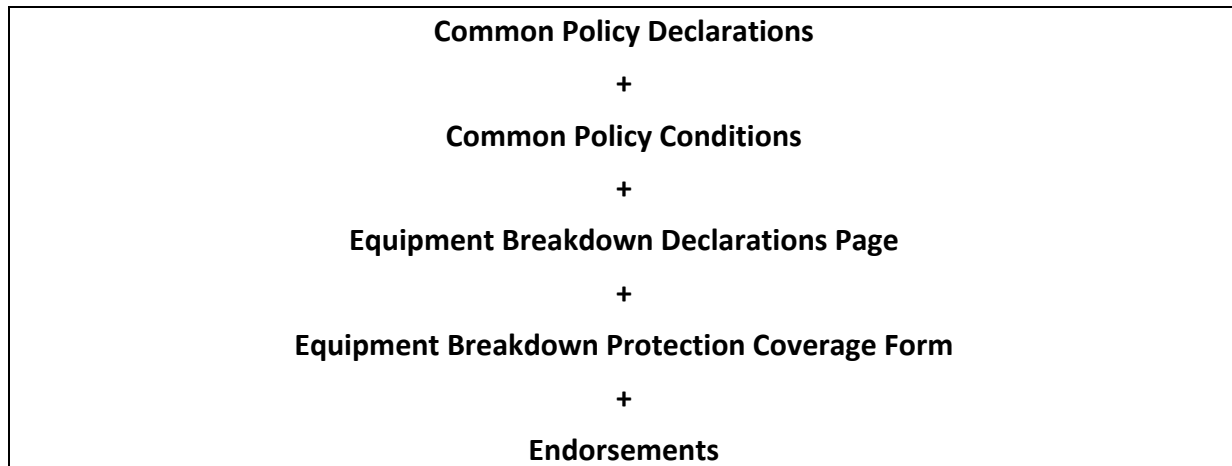 Common Policy Declarations
+
Common Policy Conditions
+
Equipment Breakdown Declarations Page
+
Equipment Breakdown Protection Coverage Form
+
Endorsements